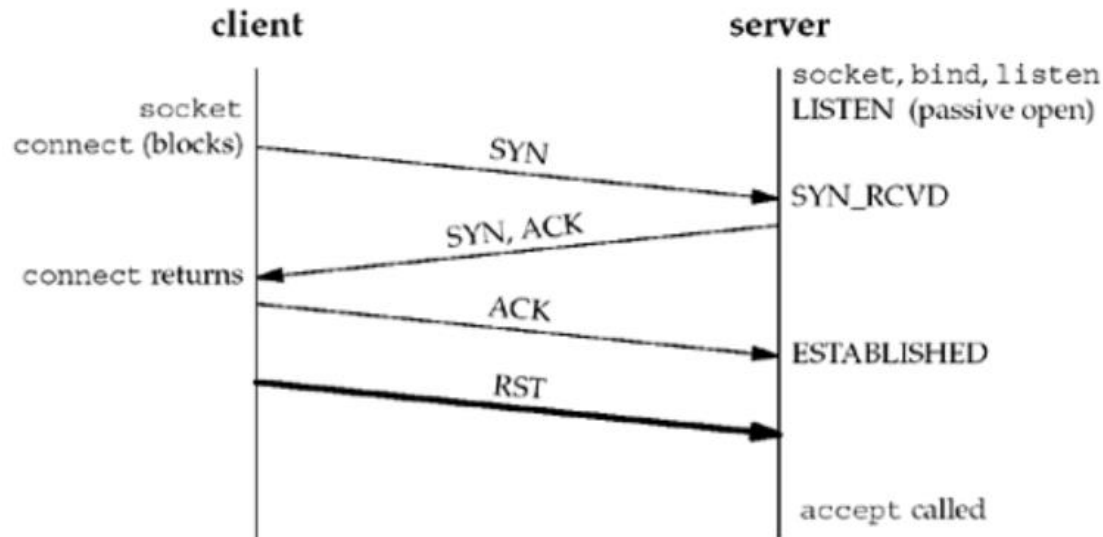 client
server
socket, bind, listen
LISTEN (passive open)
socket
connect (blocks)
SYN
SYN_RCVD
SYN, ACK
connect returns
ACK
ESTABLISHED
RST
accept called